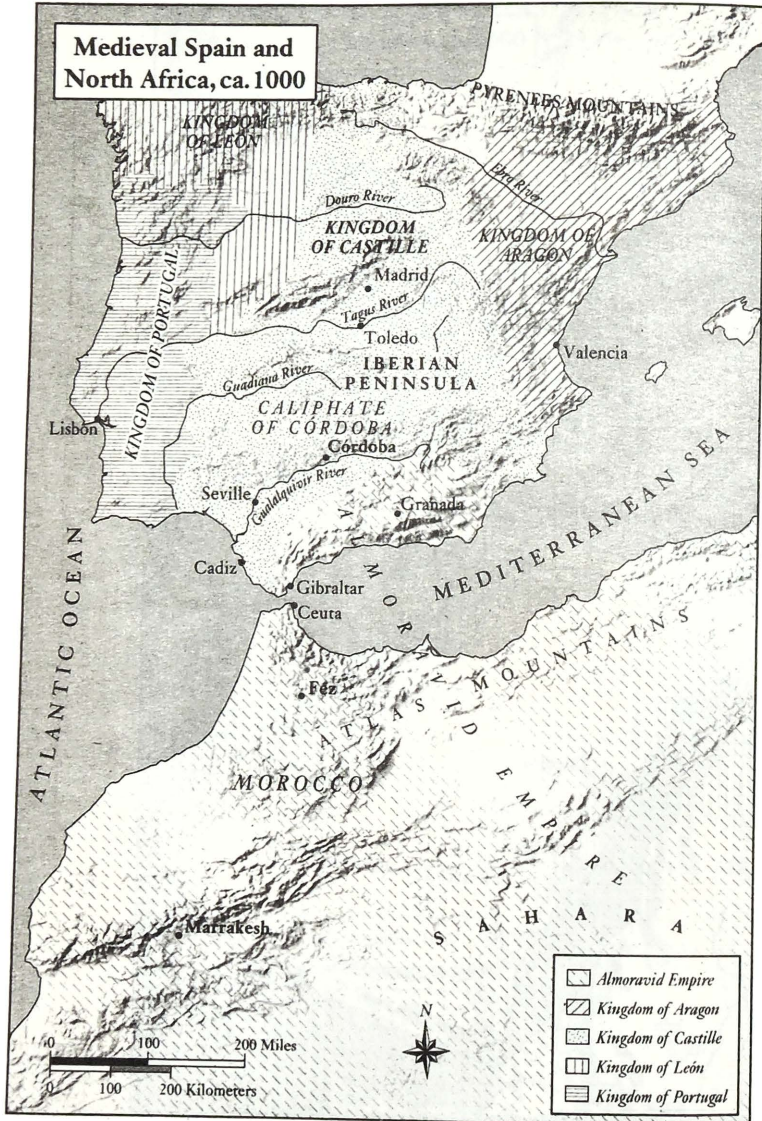 Medieval Spain and
North Africa, ca. 1000
PYRENEES MOUNTAINS
KINGDOM
OF LEÓN
Ebro River
Douro River
KINGDOM
OF CASTILLE
KINGDOM OF
ARAGON
Madrid
Tagus River
Toledo
KINGDOM OF PORTUGAL
IBERIAN
PENINSULA
Valencia
Guadiana River
CALIPHATE
OF CÓRDOBA
Lisbon
Córdoba
Seville
Gualalquivir River
Granada
MEDITERRANEAN SEA
Cadiz
Gibraltar
Ceuta
ATLANTIC OCEAN
ALMORAVID EMPIRE
Féz
ATLAS MOUNTAINS
MOROCCO
Marrakesh
SAHARA
Almoravid Empire
Kingdom of Aragon
Kingdom of Castille
Kingdom of León
Kingdom of Portugal
N
0 100 200 Miles
0 100 200 Kilometers